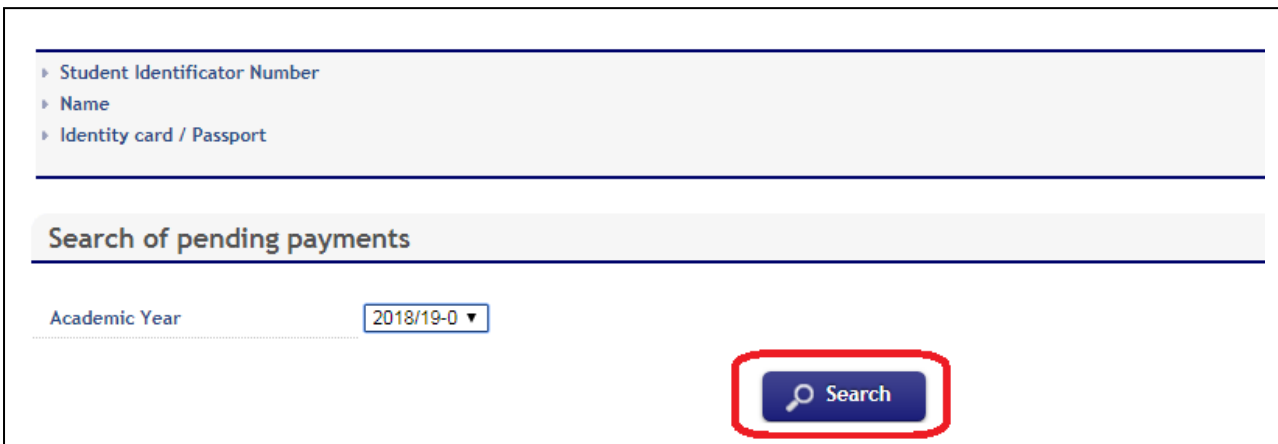 Student Identificator Number
Name
Identity card / Passport
Search of pending payments
Academic Year 2018/19-0
Search